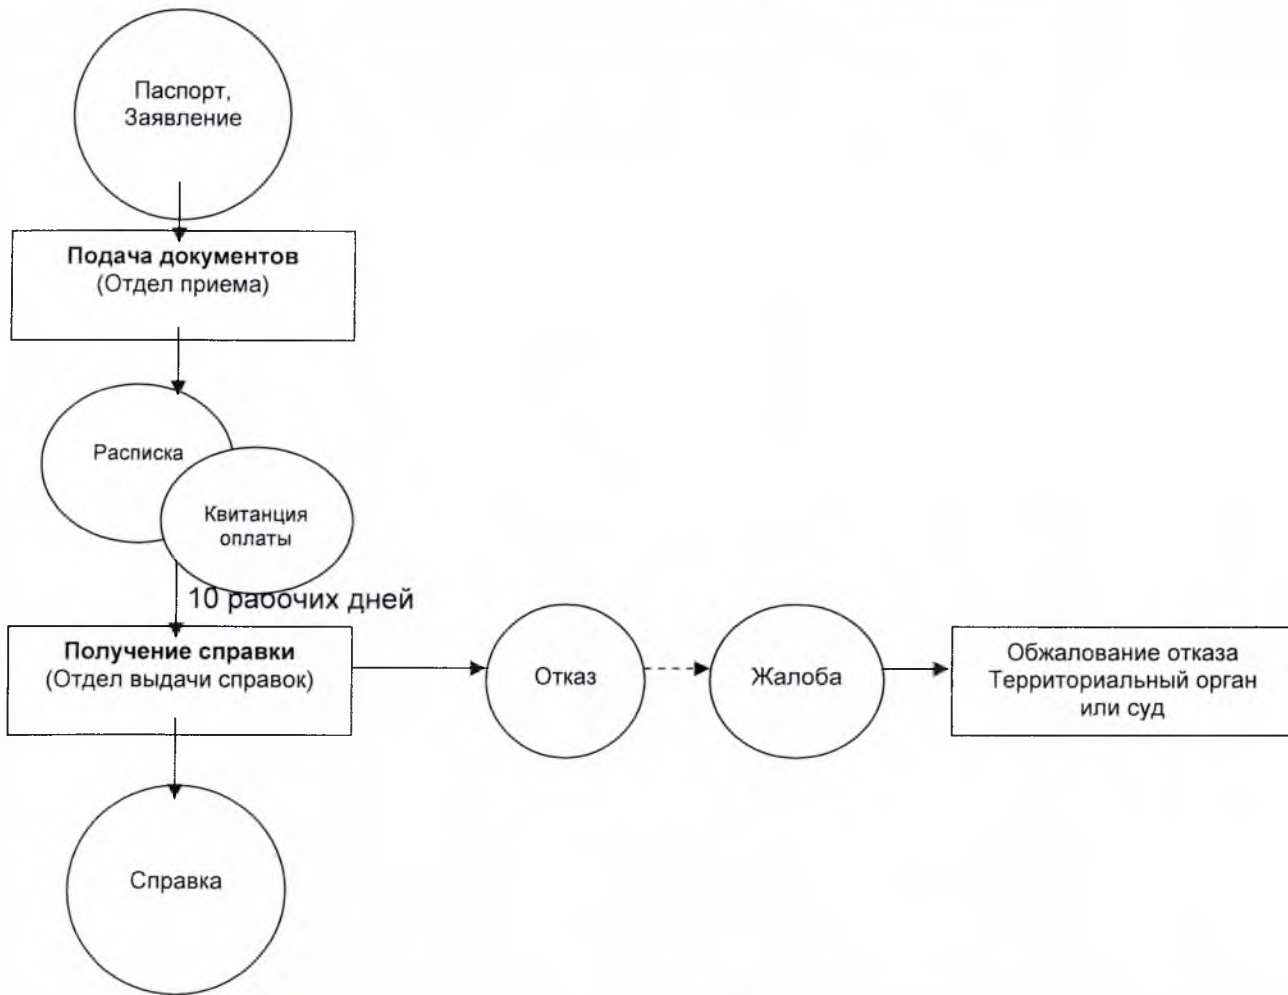 Паспорт,
Заявление
Подача документов
(Отдел приема)
Расписка
Квитанция
оплаты
10 рабочих дней
Получение справки
(Отдел выдачи справок)
Отказ
Жалоба
Обжалование отказа
Территориальный орган
или суд
Справка